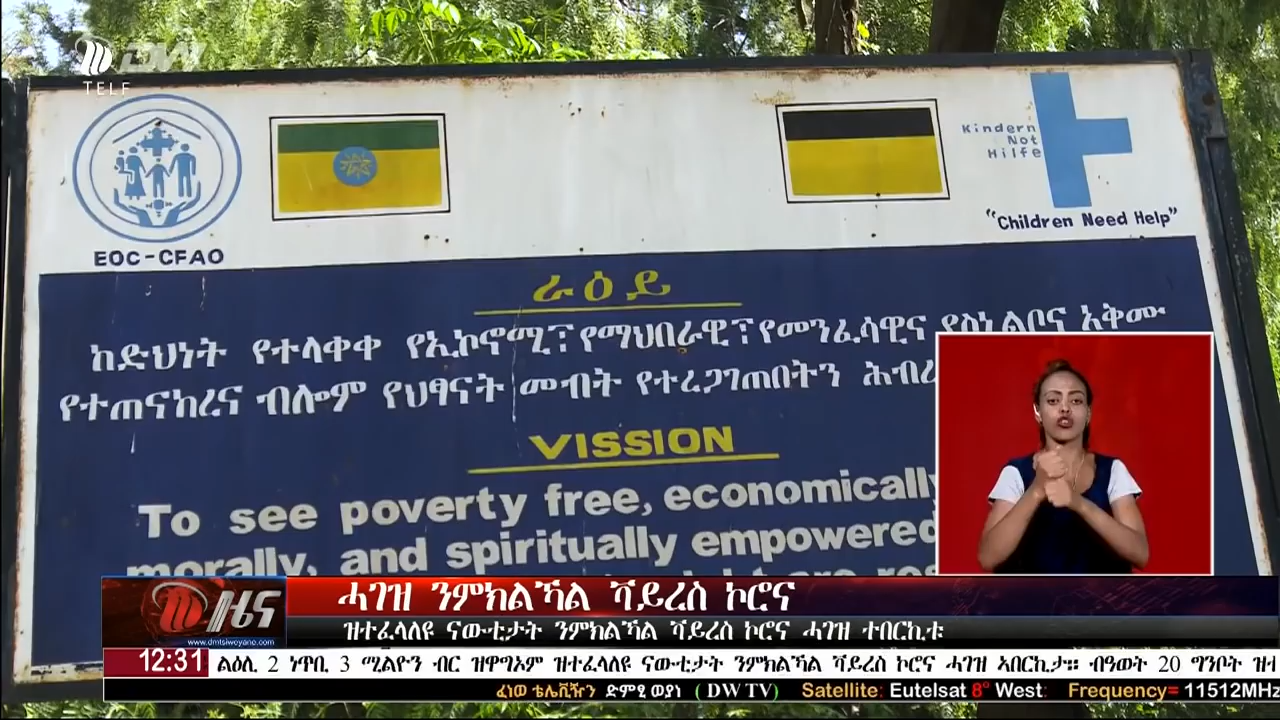 DW
TELE
EOC-CFAO
Kindern
Not
Hilfe
"Children Need Help"
ራዕይ
ከድህነት የተላቀቀ የኢኮኖሚ፣ የማህበራዊ፣ የመንፈሳዊና የስነ ልቦና አቅሙ
የተጠናከረና ብሎም የህፃናት መብት የተረጋገጠበትን
VISSION
To see poverty free, economically
morally, and spiritually empowered
ዜና
www.dmtsiweyane.com
ሓገዝ ንምክልኻል ቫይረስ ኮሮና
ዝተፈላለዩ ናውቲታት ንምክልኻል ቫይረስ ኮሮና ሓገዝ ተበርኪቱ
12:31 ልዕሊ 2 ነጥቢ 3 ሚልዮን ብር ዝዋግኦም ዝተፈላለዩ ናውቲታት ንምክልኻል ቫይረስ ኮሮና ሓገዝ ኣበርኪታ። ብዓወት 20 ግንቦት
ፈነወ ቴሌቪዥን ድምፂ ወያነ (DW TV) Satellite: Eutelsat 8° West: Frequency= 11512MHz